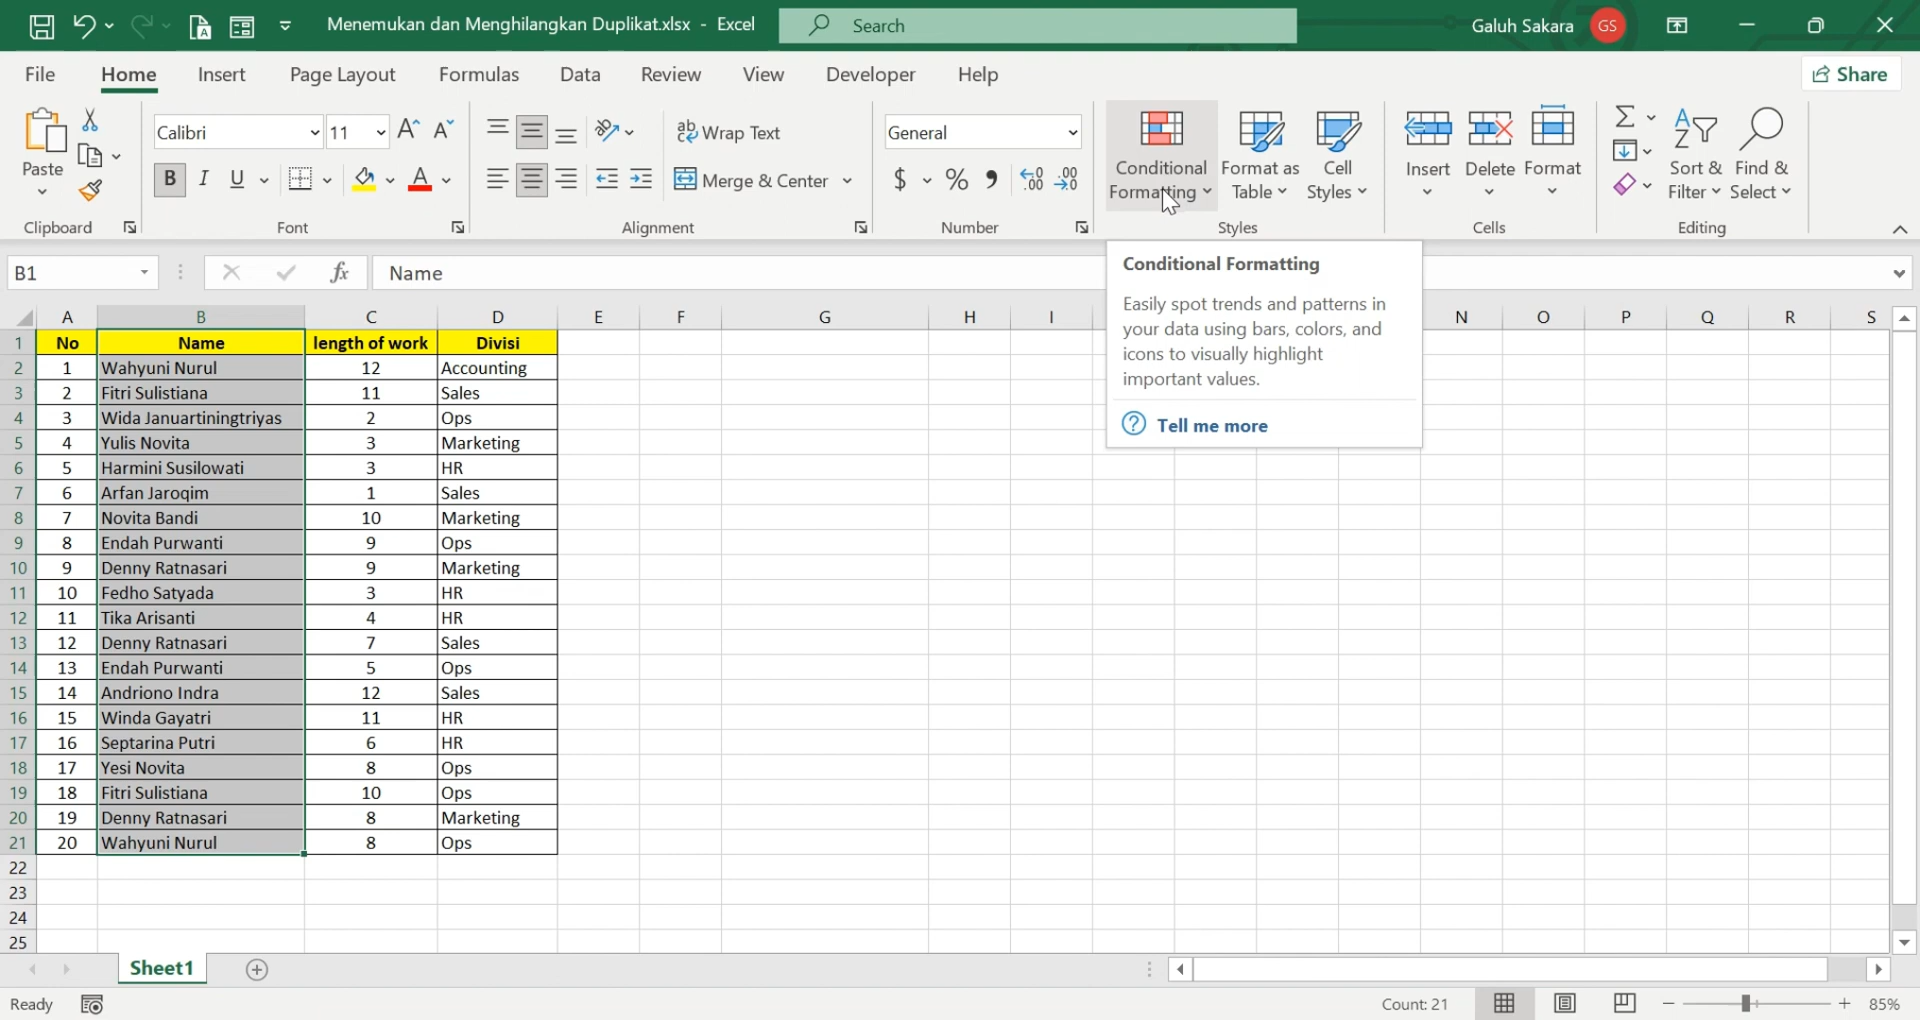 Menemukan dan Menghilangkan Duplikat.xlsx - Excel
Search
Galuh Sakara GS
File Home Insert Page Layout Formulas Data Review View Developer Help Share
Paste
Calibri 11 A A
B I U A
Clipboard Font
ab Wrap Text
Merge & Center
Alignment
General
$ % , .00 .00
Number
Conditional Formatting
Format as Table
Cell Styles
Styles
Insert Delete Format
Cells
Sort & Filter
Find & Select
Editing
B1 fx Name
Conditional Formatting
Easily spot trends and patterns in
your data using bars, colors, and
icons to visually highlight
important values.
Tell me more
A B C D E F G H I N O P Q R S
1 No Name length of work Divisi
2 1 Wahyuni Nurul 12 Accounting
3 2 Fitri Sulistiana 11 Sales
4 3 Wida Januartiningtriyas 2 Ops
5 4 Yulis Novita 3 Marketing
6 5 Harmini Susilowati 3 HR
7 6 Arfan Jaroqim 1 Sales
8 7 Novita Bandi 10 Marketing
9 8 Endah Purwanti 9 Ops
10 9 Denny Ratnasari 9 Marketing
11 10 Fedho Satyada 3 HR
12 11 Tika Arisanti 4 HR
13 12 Denny Ratnasari 7 Sales
14 13 Endah Purwanti 5 Ops
15 14 Andriono Indra 12 Sales
16 15 Winda Gayatri 11 HR
17 16 Septarina Putri 6 HR
18 17 Yesi Novita 8 Ops
19 18 Fitri Sulistiana 10 Ops
20 19 Denny Ratnasari 8 Marketing
21 20 Wahyuni Nurul 8 Ops
22
23
24
25
Sheet1
Ready Count: 21 85%